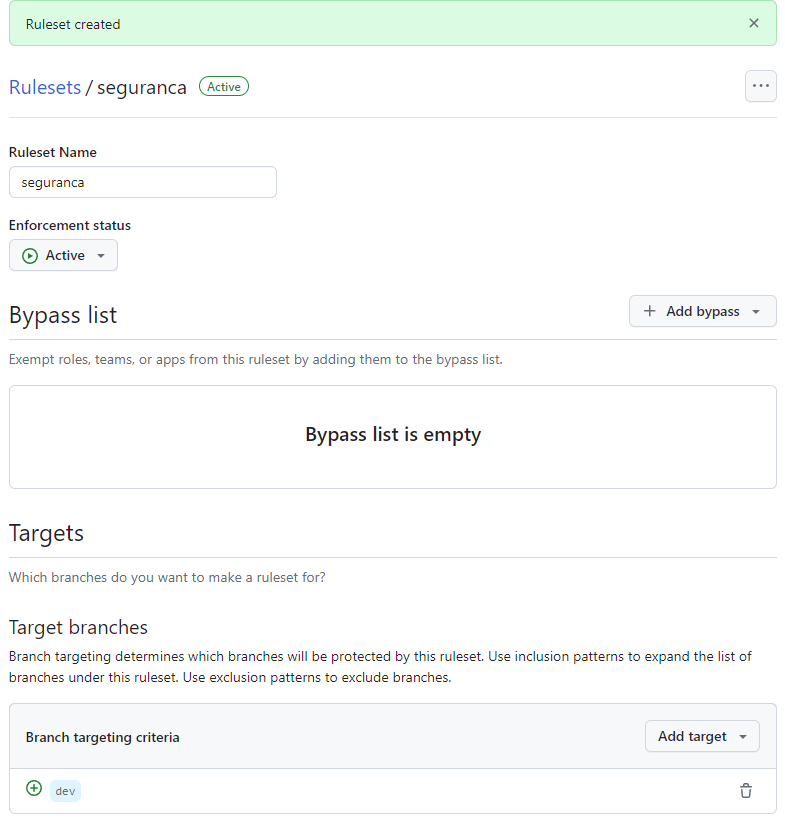 Ruleset created
Rulesets / seguranca Active
Ruleset Name
seguranca
Enforcement status
Active
Bypass list
Add bypass
Exempt roles, teams, or apps from this ruleset by adding them to the bypass list.
Bypass list is empty
Targets
Which branches do you want to make a ruleset for?
Target branches
Branch targeting determines which branches will be protected by this ruleset. Use inclusion patterns to expand the list of
branches under this ruleset. Use exclusion patterns to exclude branches.
Branch targeting criteria
Add target
dev